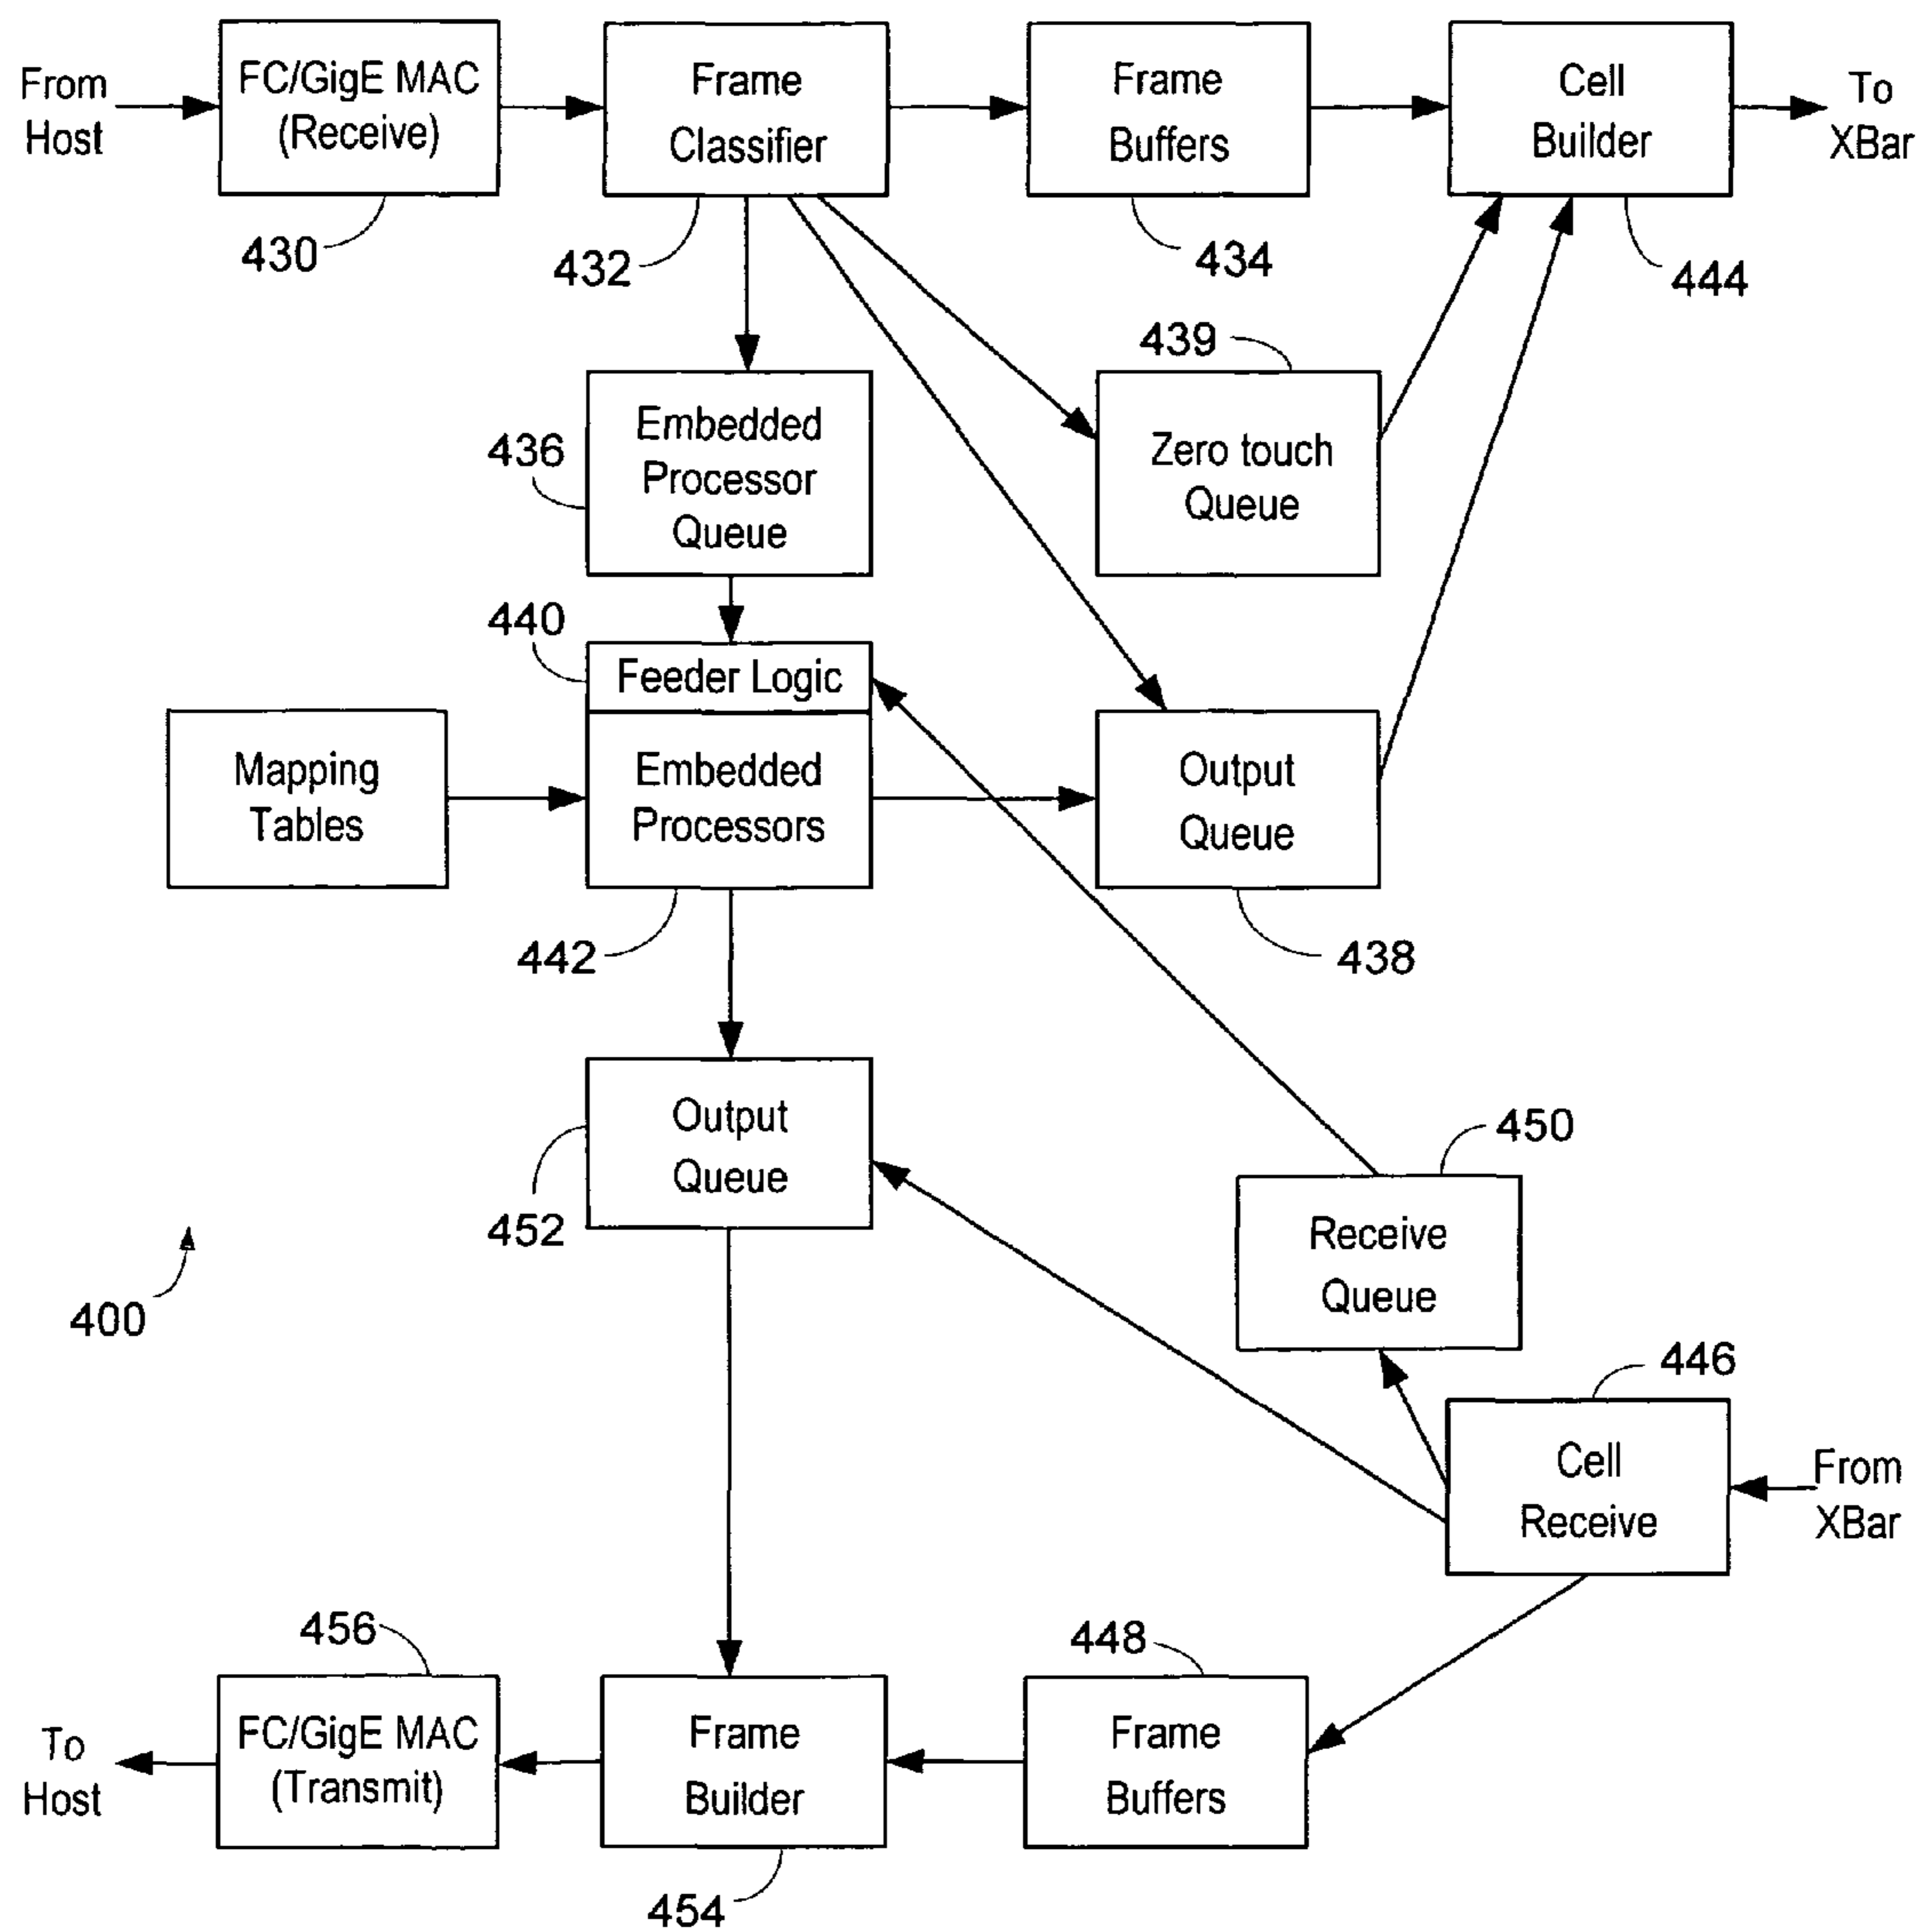 From
Host
FC/GigE MAC
(Receive)
430
Frame
Classifier
432
Frame
Buffers
434
Cell
Builder
444
To
XBar
436
Embedded
Processor
Queue
439
Zero touch
Queue
440
Feeder Logic
Mapping
Tables
Embedded
Processors
442
Output
Queue
438
Output
Queue
452
450
Receive
Queue
400
446
Cell
Receive
From
XBar
456
FC/GigE MAC
(Transmit)
To
Host
Frame
Builder
454
448
Frame
Buffers